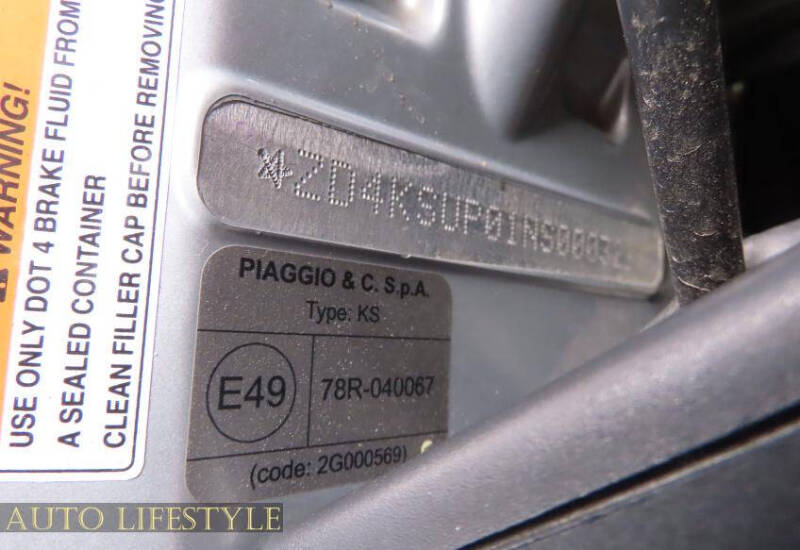 WARNING!
USE ONLY DOT 4 BRAKE FLUID FROM
A SEALED CONTAINER
CLEAN FILLER CAP BEFORE REMOVING
PIAGGIO & C. S.p.A.
Type: KS
E49
78R-040067
(code: 2G000569)
AUTO LIFESTYLE